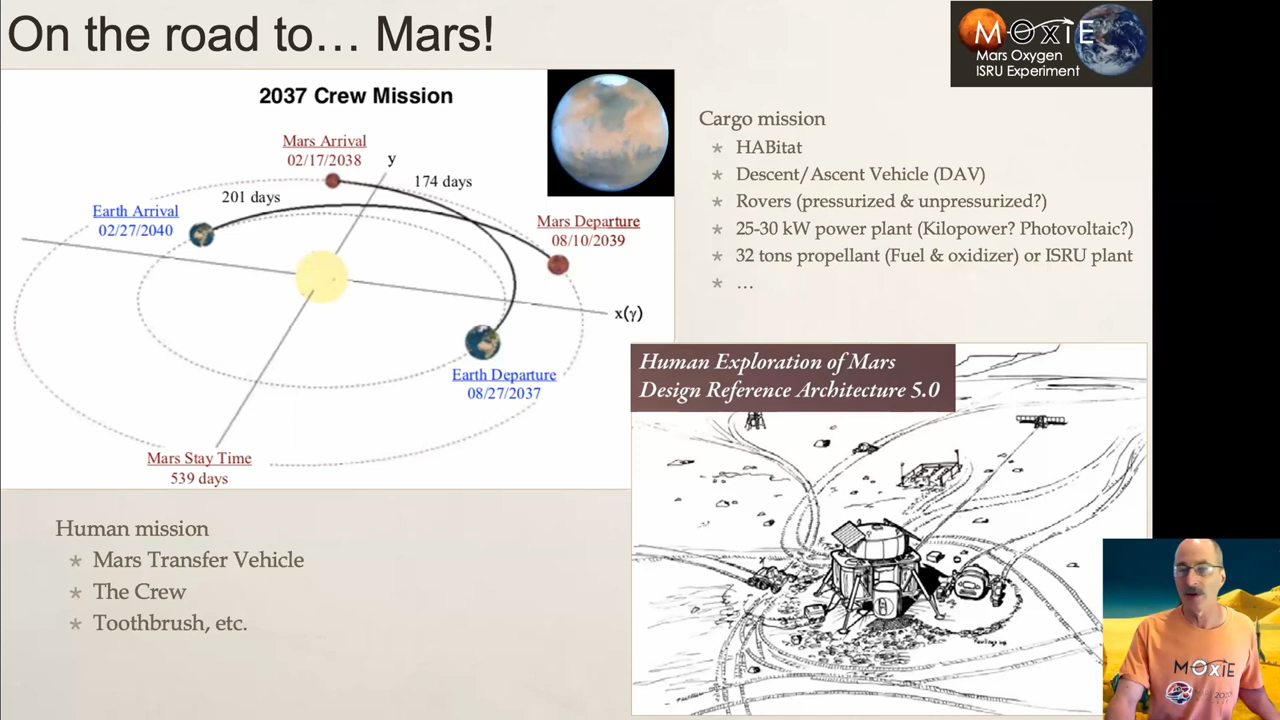 On the road to... Mars!
MOXiE
Mars Oxygen
ISRU Experiment
2037 Crew Mission
Mars Arrival
02/17/2038
y
174 days
201 days
Earth Arrival
02/27/2040
Mars Departure
08/10/2039
x(γ)
Earth Departure
08/27/2037
Mars Stay Time
539 days
Cargo mission
* HABitat
* Descent/Ascent Vehicle (DAV)
* Rovers (pressurized & unpressurized?)
* 25-30 kW power plant (Kilopower? Photovoltaic?)
* 32 tons propellant (Fuel & oxidizer) or ISRU plant
* …
Human Exploration of Mars
Design Reference Architecture 5.0
Human mission
* Mars Transfer Vehicle
* The Crew
* Toothbrush, etc.
MOXiE